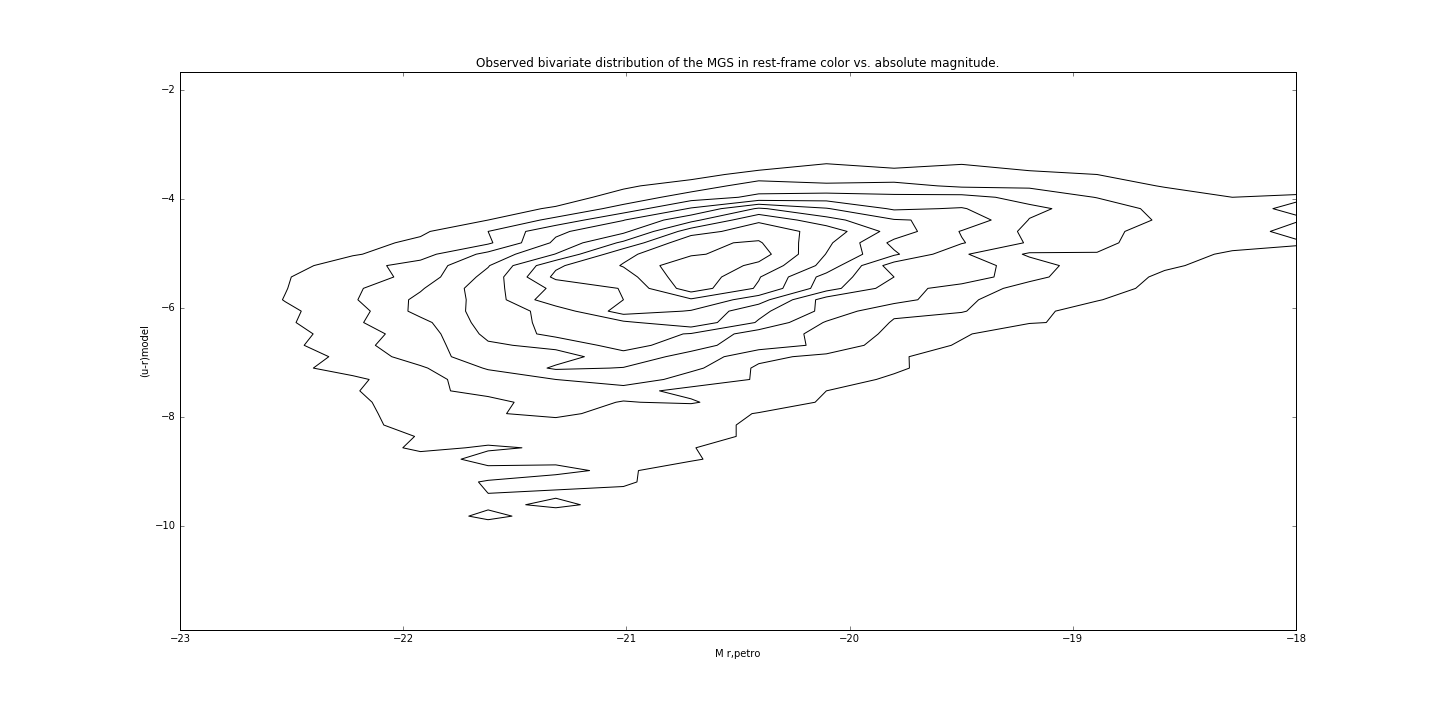 Observed bivariate distribution of the MGS in rest-frame color vs. absolute magnitude.
−2
−4
−6
(u-r)model
−8
−10
−23 −22 −21 −20 −19 −18
M r,petro